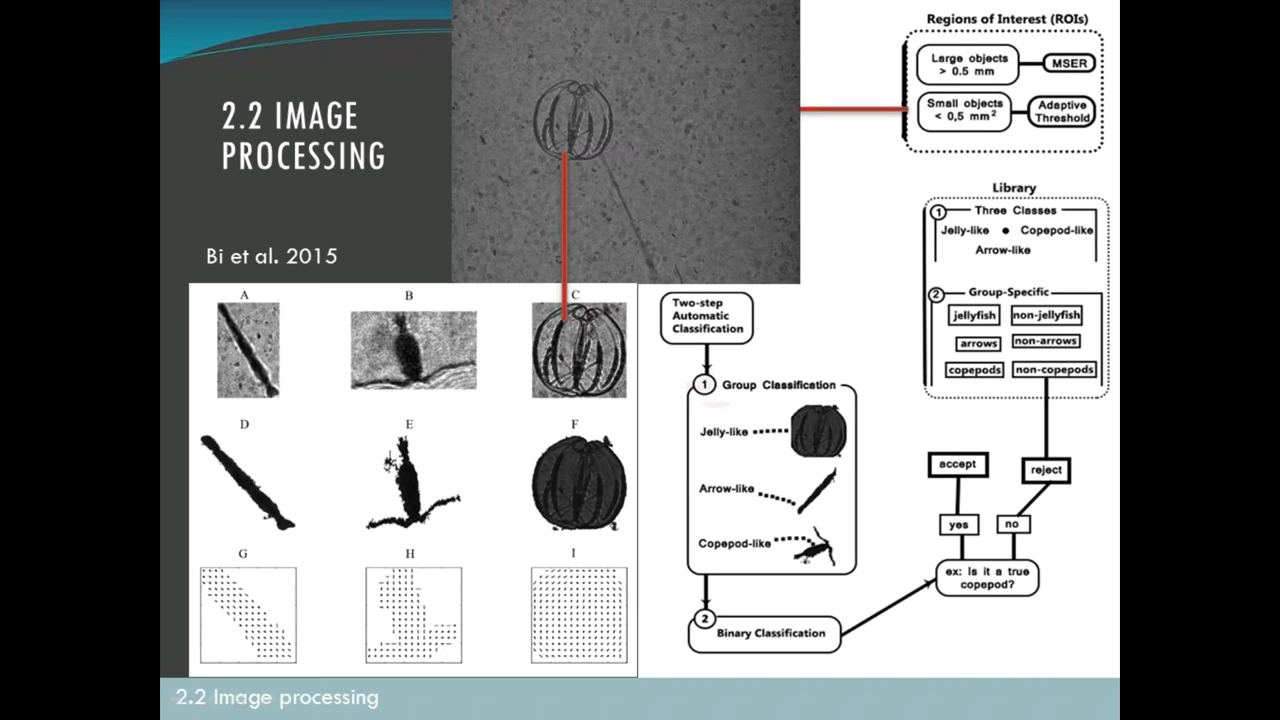 2.2 IMAGE
PROCESSING
Bi et al. 2015
A
B
C
D
E
F
G
H
I
Regions of Interest (ROIs)
Large objects
> 0.5 mm
MSER
Small objects
< 0,5 mm²
Adaptive
Threshold
Library
1
Three Classes
Jelly-like • Copepod-like
Arrow-like
2
Group-Specific
jellyfish
non-jellyfish
arrows
non-arrows
copepods
non-copepods
Two-step
Automatic
Classification
1
Group Classification
Jelly-like
Arrow-like
Copepod-like
2
Binary Classification
accept
reject
yes
no
ex: Is it a true
copepod?
2.2 Image processing